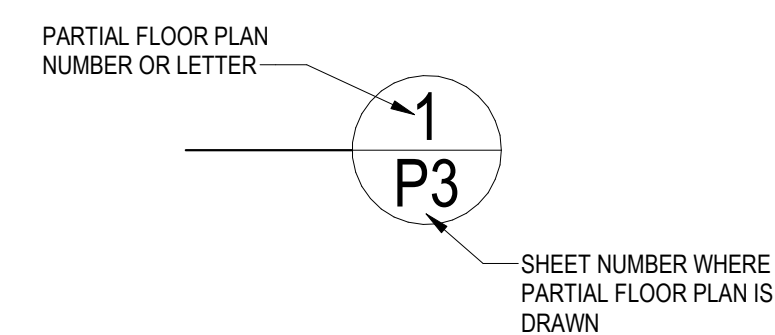 PARTIAL FLOOR PLAN
NUMBER OR LETTER
1
P3
SHEET NUMBER WHERE
PARTIAL FLOOR PLAN IS
DRAWN